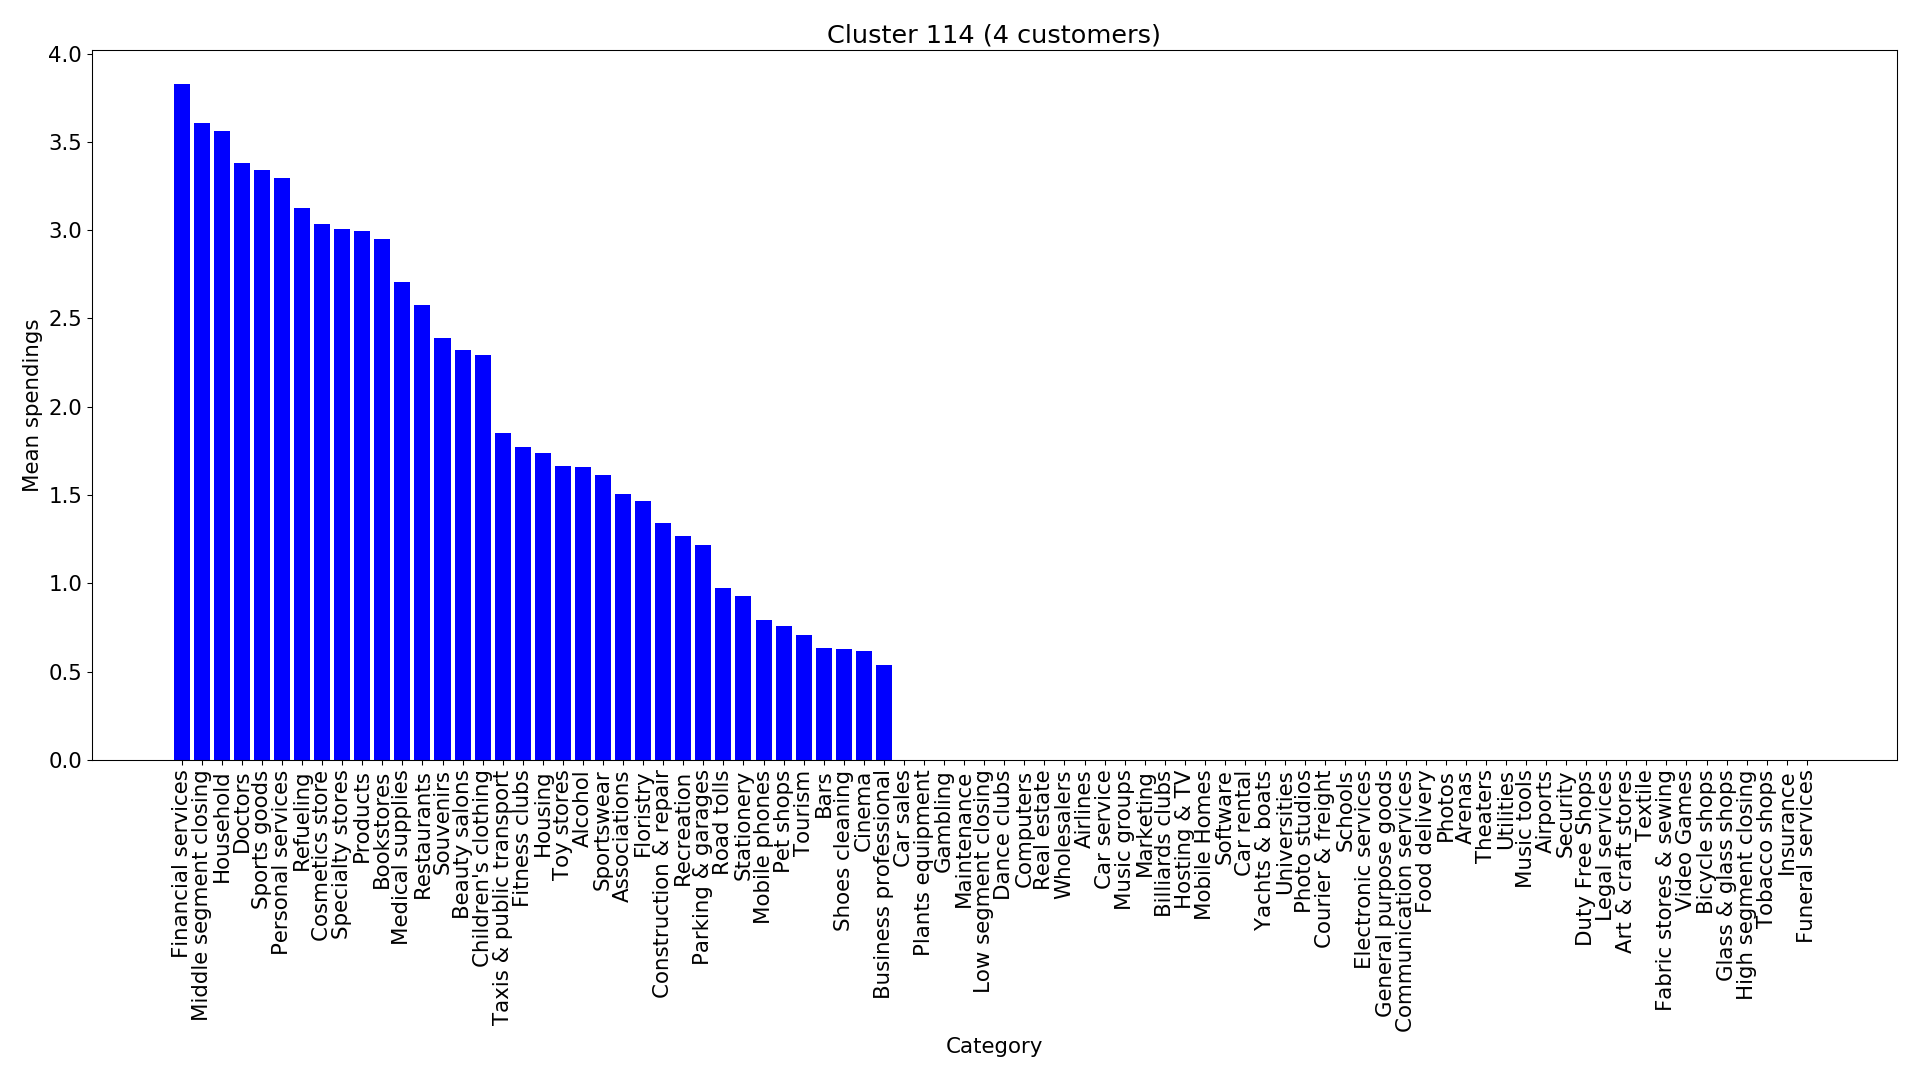 Cluster 114 (4 customers)
4.0
3.5
3.0
2.5
2.0
1.5
1.0
0.5
0.0
Mean spendings
Financial services
Middle segment closing
Household
Doctors
Sports goods
Personal services
Refueling
Cosmetics store
Specialty stores
Products
Bookstores
Medical supplies
Restaurants
Souvenirs
Beauty salons
Children's clothing
Taxis & public transport
Fitness clubs
Housing
Toy stores
Alcohol
Sportswear
Associations
Floristry
Construction & repair
Recreation
Parking & garages
Road tolls
Stationery
Mobile phones
Pet shops
Tourism
Bars
Shoes cleaning
Cinema
Business professional
Car sales
Plants equipment
Gambling
Maintenance
Low segment closing
Dance clubs
Computers
Real estate
Wholesalers
Airlines
Car service
Music groups
Marketing
Billiards clubs
Hosting & TV
Mobile Homes
Software
Car rental
Yachts & boats
Universities
Photo studios
Courier & freight
Schools
Electronic services
General purpose goods
Communication services
Food delivery
Photos
Arenas
Theaters
Utilities
Music tools
Airports
Security
Duty Free Shops
Legal services
Art & craft stores
Textile
Fabric stores & sewing
Video Games
Bicycle shops
Glass & glass shops
High segment closing
Tobacco shops
Insurance
Funeral services
Category